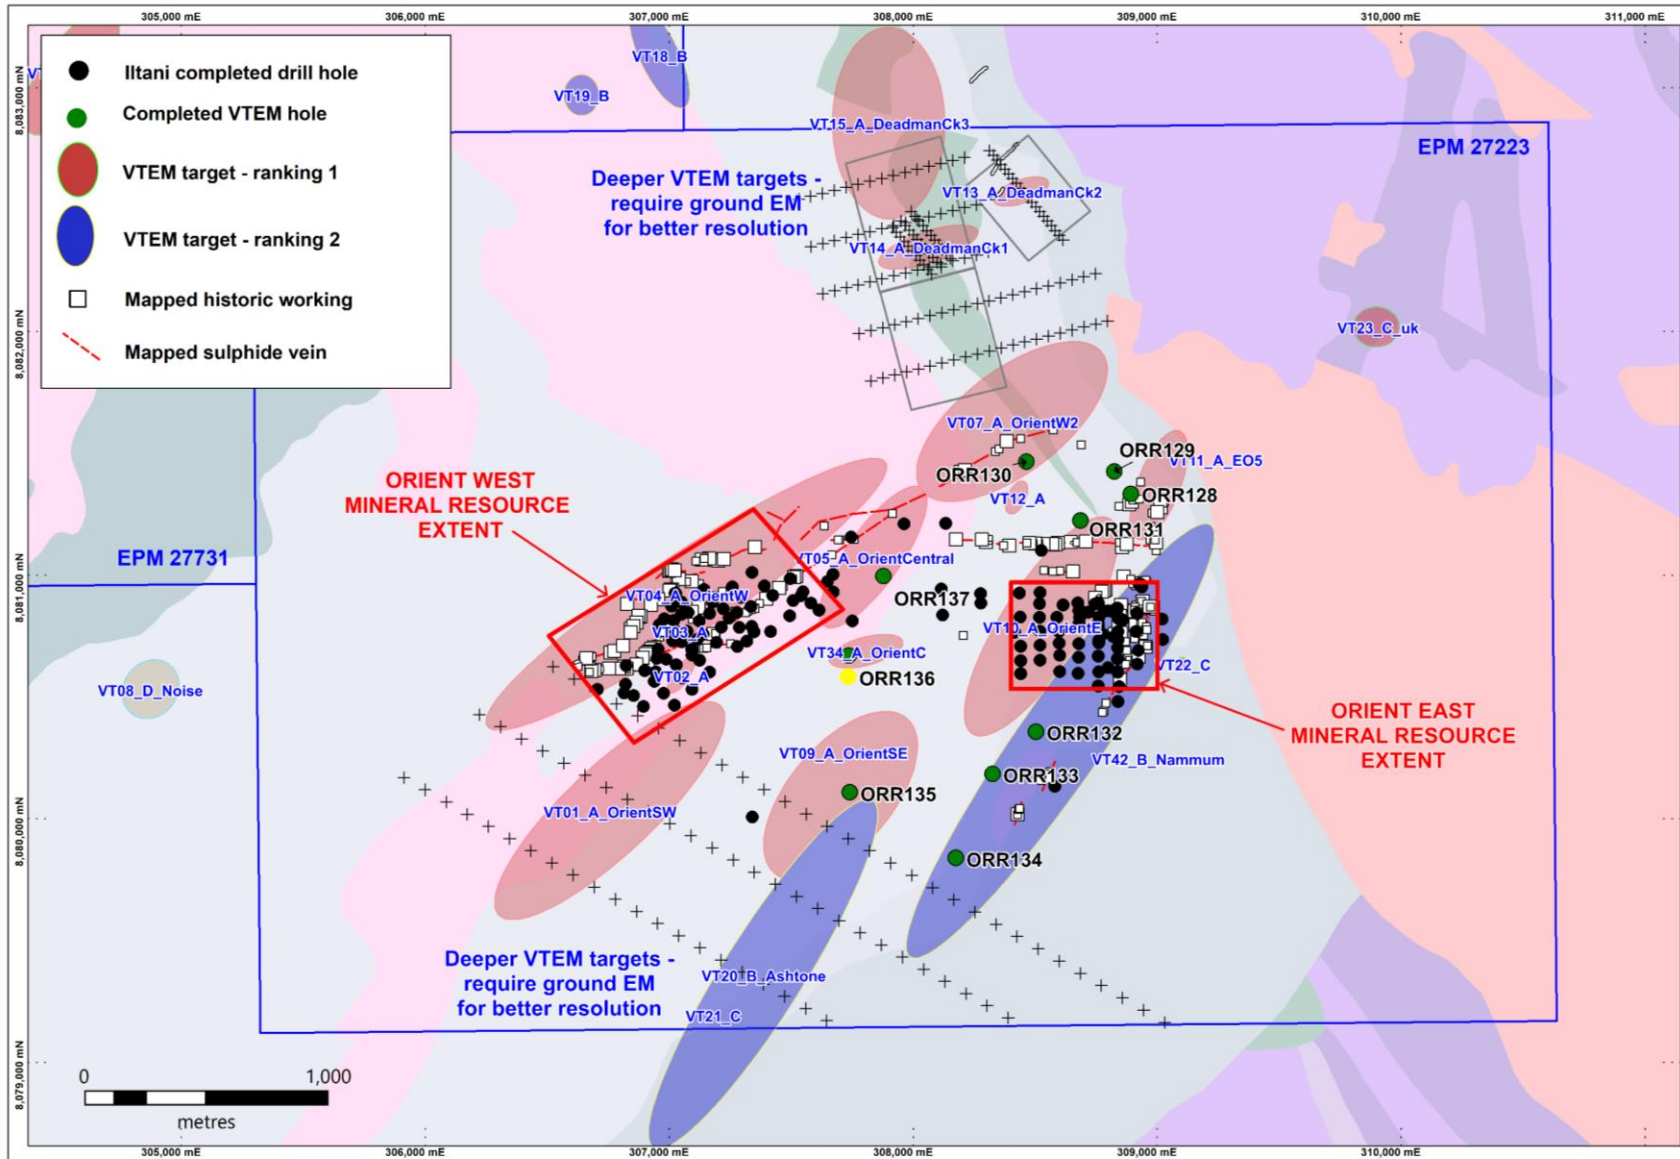 305,000 mE
306,000 mE
307,000 mE
308,000 mE
309,000 mE
310,000 mE
311,000 mE
8,083,000 mN
8,082,000 mN
8,081,000 mN
8,080,000 mN
8,079,000 mN
Iltani completed drill hole
Completed VTEM hole
VTEM target - ranking 1
VTEM target - ranking 2
Mapped historic working
Mapped sulphide vein
VT
VT18_B
VT19_B
VT15_A_DeadmanCk3
EPM 27223
Deeper VTEM targets -
require ground EM
for better resolution
VT13_A_DeadmanCk2
VT14_A_DeadmanCk1
VT23_C_uk
VT07_A_OrientW2
ORR129
ORR130
VT11_A_EO5
ORR128
VT12_A
ORIENT WEST
MINERAL RESOURCE
EXTENT
ORR131
EPM 27731
VT05_A_OrientCentral
VT04_A_OrientW
ORR137
VT03_A
VT10_A_OrientE
VT34_A_OrientC
VT22_C
VT02_A
ORR136
VT08_D_Noise
ORIENT EAST
MINERAL RESOURCE
EXTENT
ORR132
VT09_A_OrientSE
VT42_B_Nammum
ORR133
ORR135
VT01_A_OrientSW
ORR134
Deeper VTEM targets -
require ground EM
for better resolution
VT20_B_Ashtone
VT21_C
0
1,000
metres
305,000 mE
306,000 mE
307,000 mE
308,000 mE
309,000 mE
310,000 mE